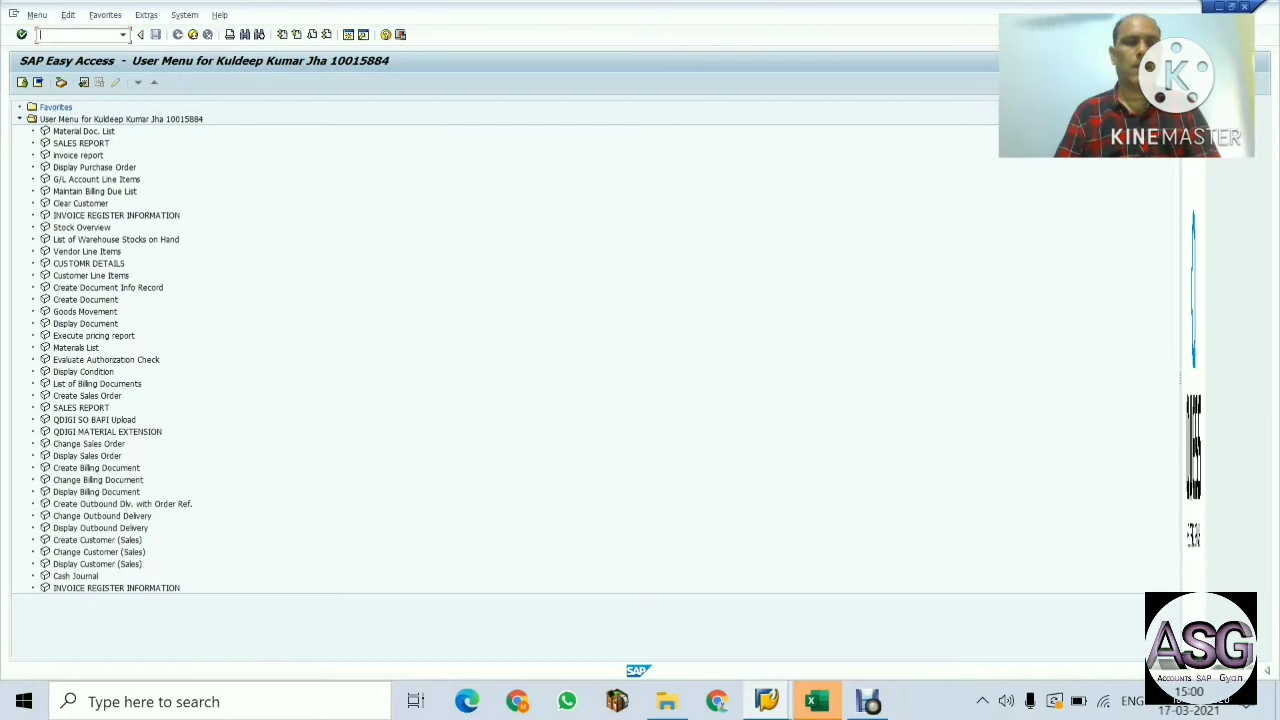 Menu Edit Favorites Extras System Help
SAP Easy Access - User Menu for Kuldeep Kumar Jha 10015884
KINEMASTER
Favorites
User Menu for Kuldeep Kumar Jha 10015884
Material Doc. List
SALES REPORT
Invoice report
Display Purchase Order
G/L Account Line Items
Maintain Billing Due List
Clear Customer
INVOICE REGISTER INFORMATION
Stock Overview
List of Warehouse Stocks on Hand
Vendor Line Items
CUSTOMR DETAILS
Customer Line Items
Create Document Info Record
Create Document
Goods Movement
Display Document
Execute pricing report
Materials List
Evaluate Authorization Check
Display Condition
List of Billing Documents
Create Sales Order
SALES REPORT
QDIGI SO BAPI Upload
QDIGI MATERIAL EXTENSION
Change Sales Order
Display Sales Order
Create Billing Document
Change Billing Document
Display Billing Document
Create Outbound Dlv. with Order Ref.
Change Outbound Delivery
Display Outbound Delivery
Create Customer (Sales)
Change Customer (Sales)
Display Customer (Sales)
Cash Journal
INVOICE REGISTER INFORMATION
SAP
ASG
Accounts SAP Gyan
Type here to search
ENG
15:00
17-03-2021